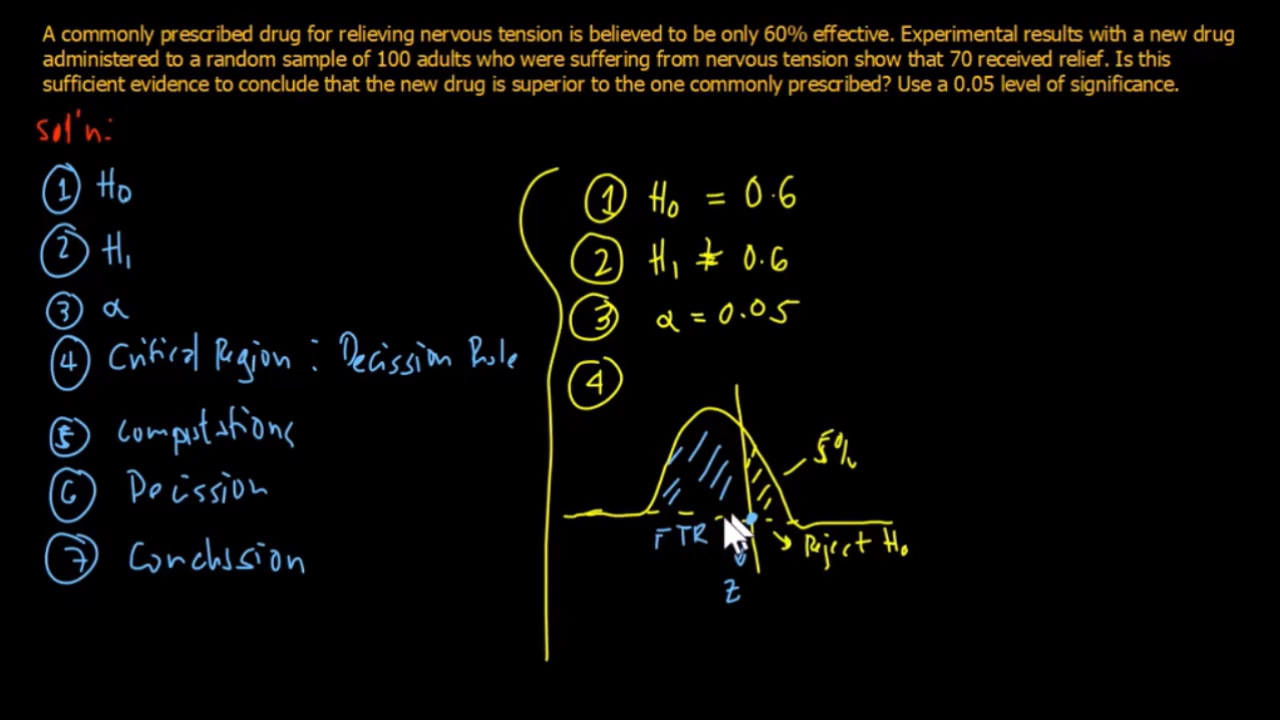 A commonly prescribed drug for relieving nervous tension is believed to be only 60% effective. Experimental results with a new drug
administered to a random sample of 100 adults who were suffering from nervous tension show that 70 received relief. Is this
sufficient evidence to conclude that the new drug is superior to the one commonly prescribed? Use a 0.05 level of significance.
Sol'n:
① H₀
② H₁
③ α
④ Critical Region : Decission Rule
⑤ Computations
⑥ Decission
⑦ Conclusion
① H₀ = 0.6
② H₁ ≠ 0.6
③ α = 0.05
④
5%
FTR
Reject H₀
Z